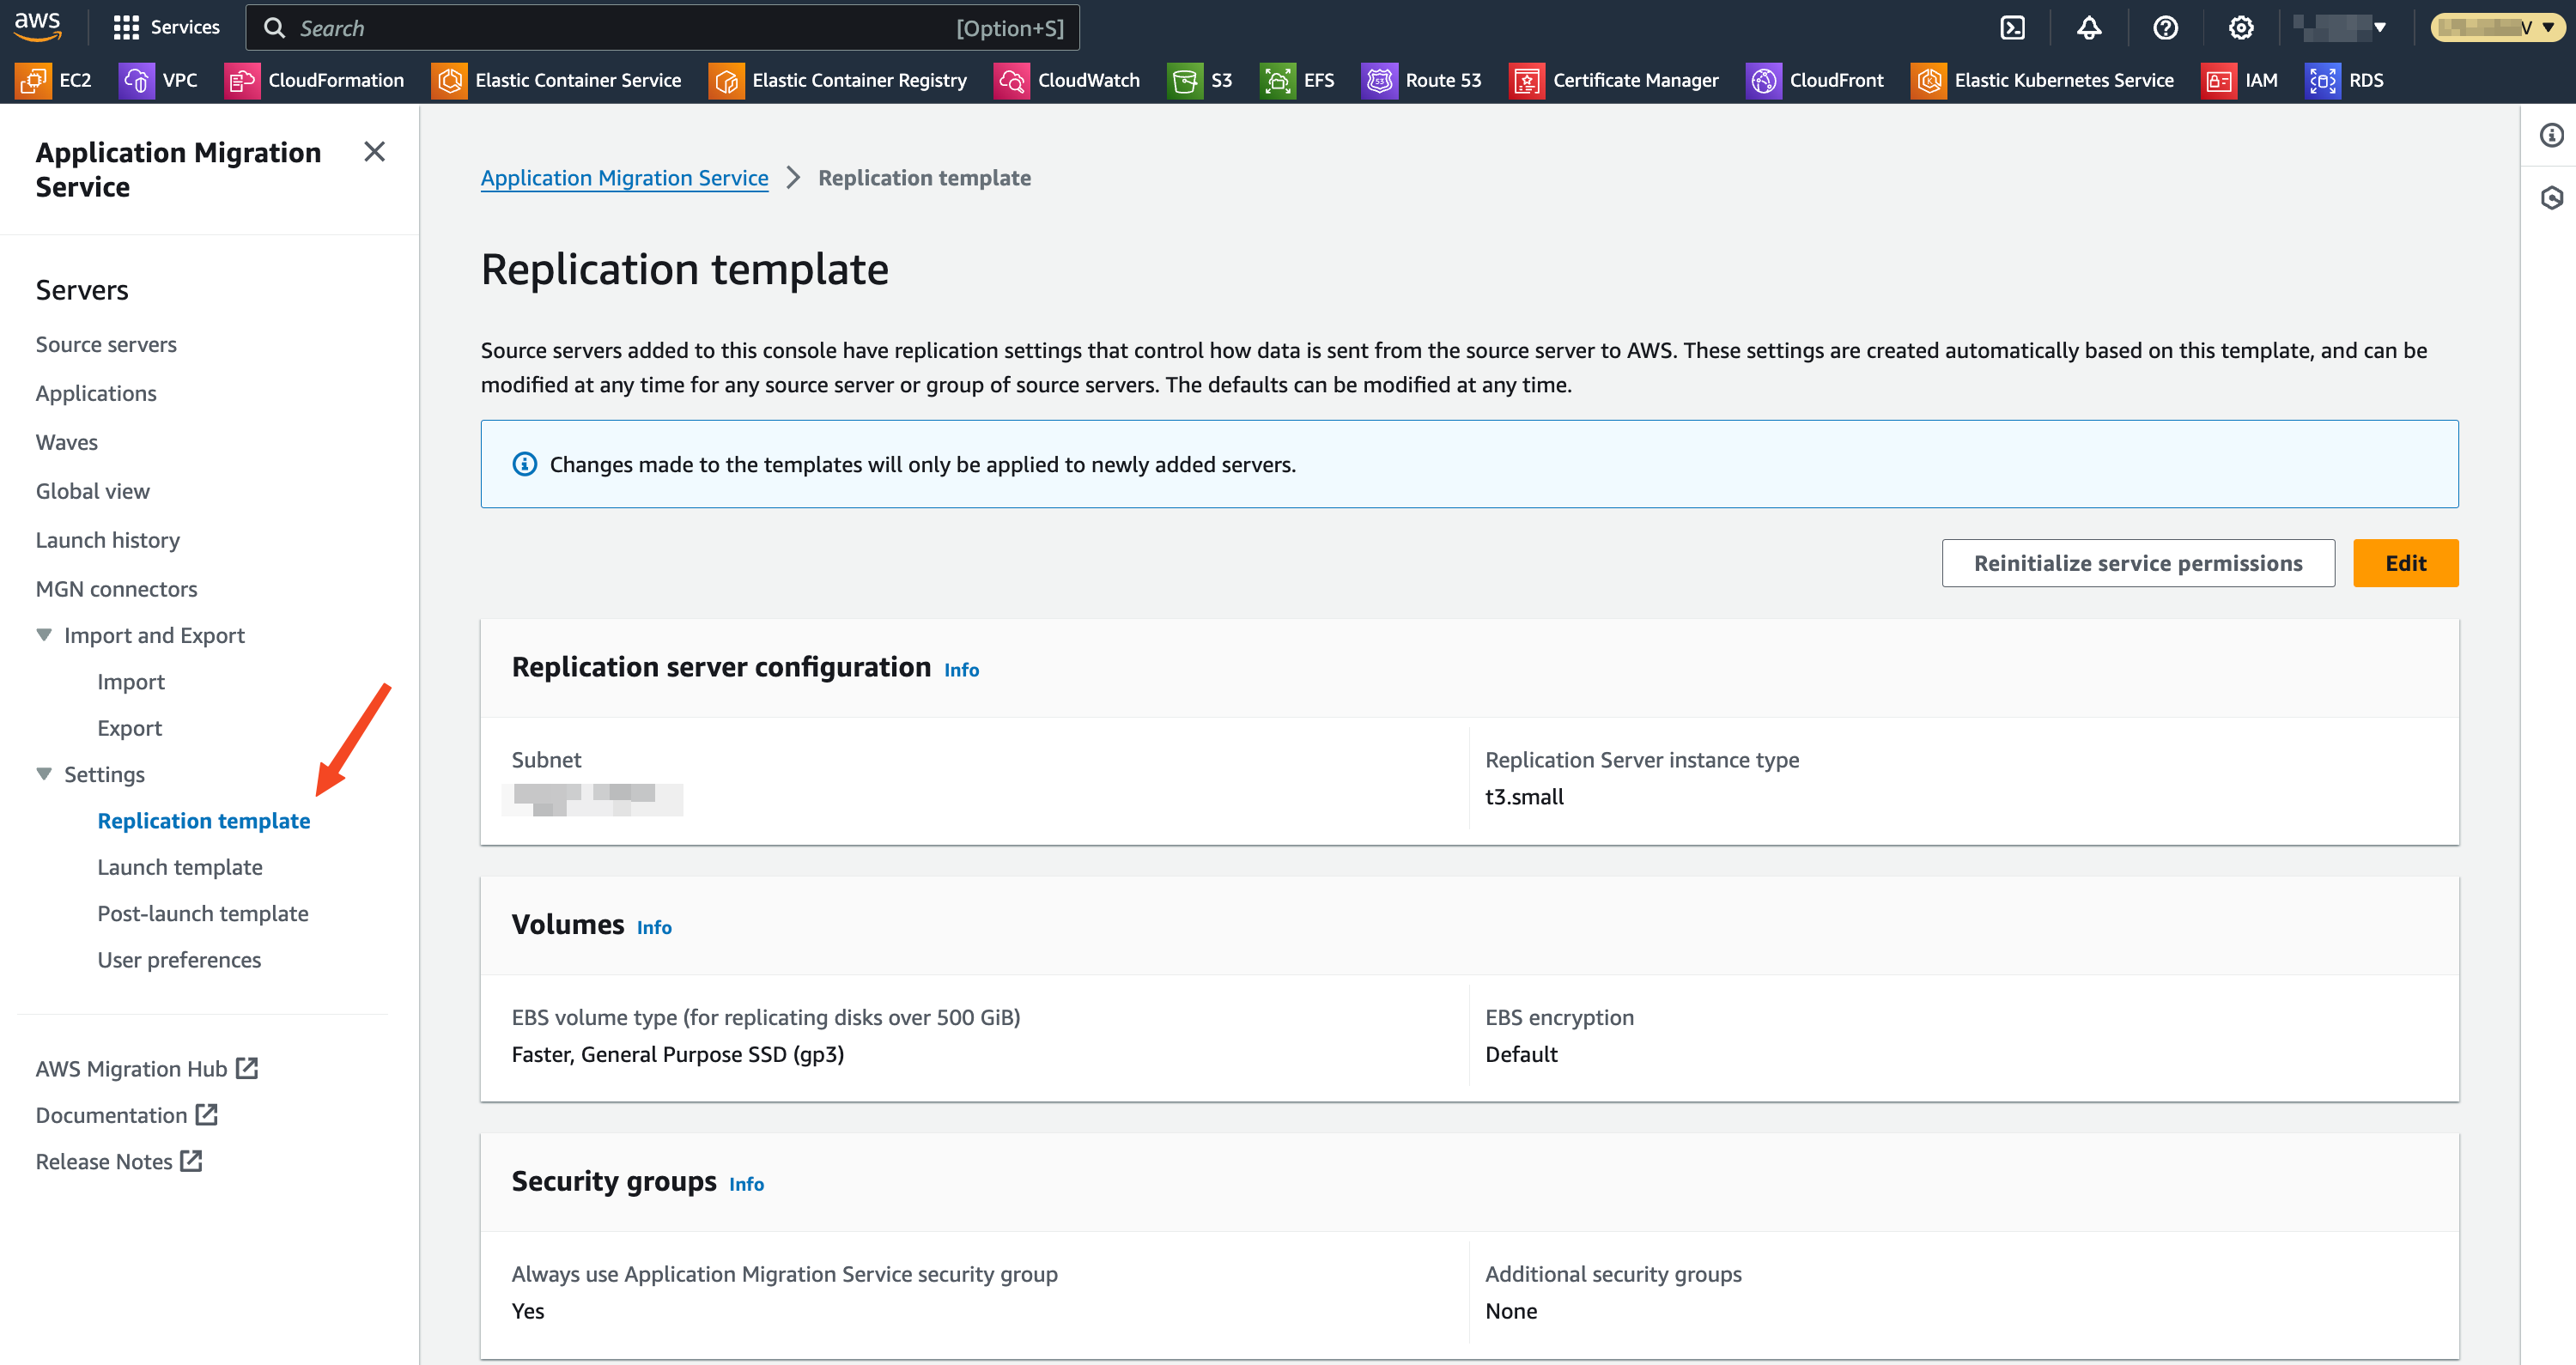 aws
Services
Search
[Option+S]
V
EC2
VPC
CloudFormation
Elastic Container Service
Elastic Container Registry
CloudWatch
S3
EFS
Route 53
Certificate Manager
CloudFront
Elastic Kubernetes Service
IAM
RDS
Application Migration
Service
Servers
Source servers
Applications
Waves
Global view
Launch history
MGN connectors
Import and Export
Import
Export
Settings
Replication template
Launch template
Post-launch template
User preferences
AWS Migration Hub
Documentation
Release Notes
Application Migration Service
Replication template
Replication template
Source servers added to this console have replication settings that control how data is sent from the source server to AWS. These settings are created automatically based on this template, and can be
modified at any time for any source server or group of source servers. The defaults can be modified at any time.
Changes made to the templates will only be applied to newly added servers.
Reinitialize service permissions
Edit
Replication server configuration Info
Subnet
Replication Server instance type
t3.small
Volumes Info
EBS volume type (for replicating disks over 500 GiB)
Faster, General Purpose SSD (gp3)
EBS encryption
Default
Security groups Info
Always use Application Migration Service security group
Yes
Additional security groups
None